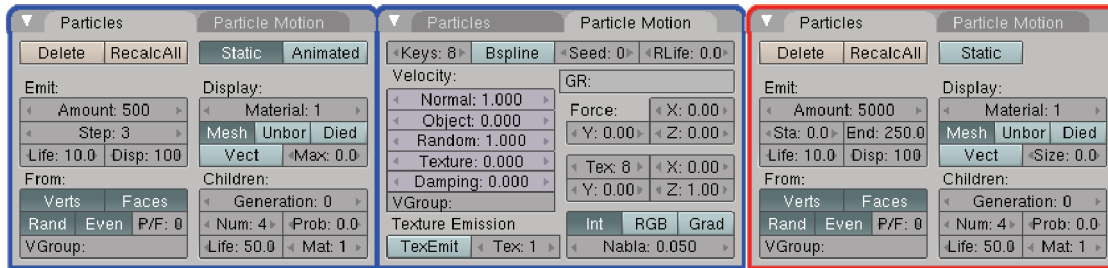 Particles Particle Motion
Delete RecalcAll Static Animated
Emit: Display:
Amount: 500 Material: 1
Step: 3 Mesh Unbor Died
Life: 10.0 Disp: 100 Vect Max: 0.0
From: Children:
Verts Faces Generation: 0
Rand Even P/F: 0 Num: 4 Prob: 0.0
VGroup: Life: 50.0 Mat: 1
Particles Particle Motion
Keys: 8 Bspline Seed: 0 RLife: 0.0
Velocity: GR:
Normal: 1.000 Force: X: 0.00
Object: 0.000 Y: 0.00 Z: 0.00
Random: 1.000
Texture: 0.000 Tex: 8 X: 0.00
Damping: 0.000 Y: 0.00 Z: 1.00
VGroup:
Texture Emission Int RGB Grad
TexEmit Tex: 1 Nabla: 0.050
Particles Particle Motion
Delete RecalcAll Static
Emit: Display:
Amount: 5000 Material: 1
Sta: 0.0 End: 250.0 Mesh Unbor Died
Life: 10.0 Disp: 100 Vect Size: 0.0
From: Children:
Verts Faces Generation: 0
Rand Even P/F: 0 Num: 4 Prob: 0.0
VGroup: Life: 50.0 Mat: 1